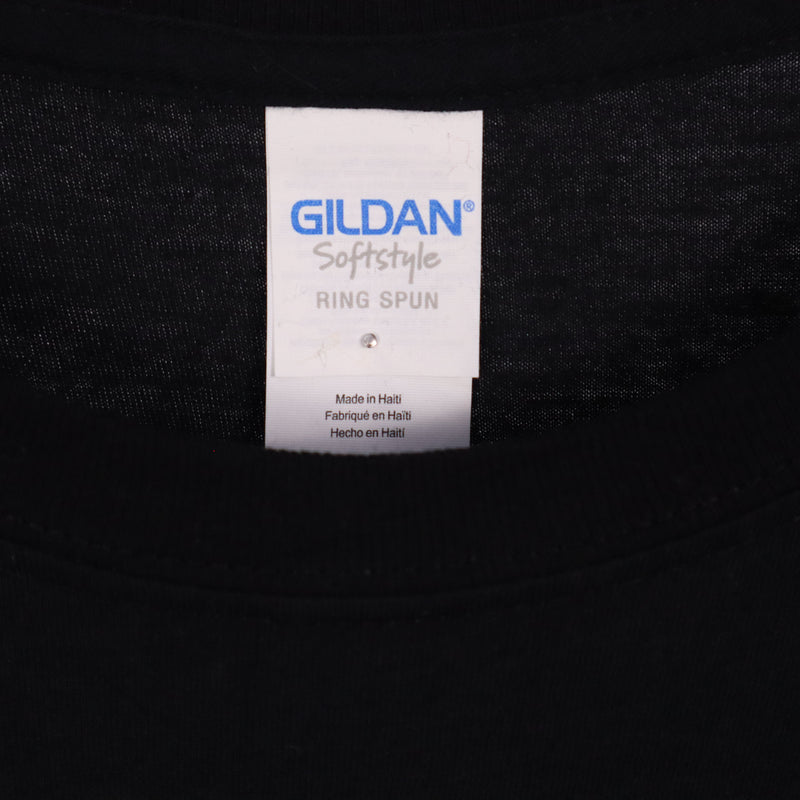 GILDAN®
Softstyle
RING SPUN
Made in Haiti
Fabriqué en Haïti
Hecho en Haití